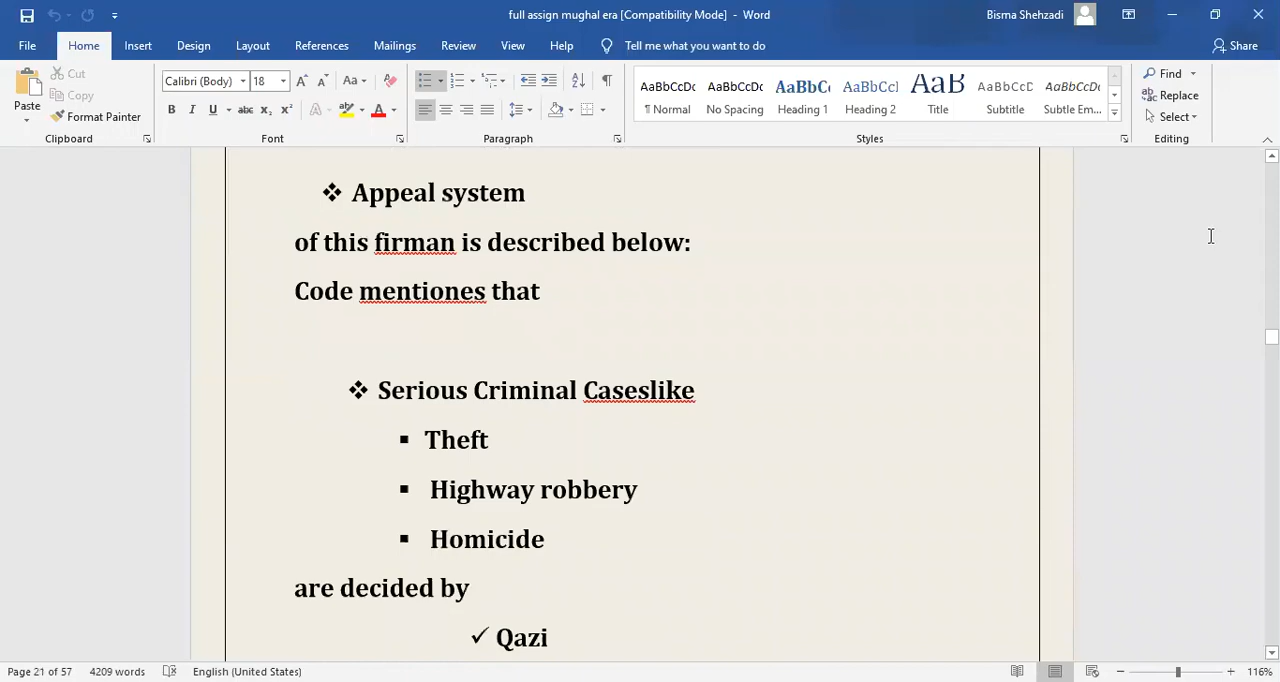 full assign mughal era [Compatibility Mode] - Word
Bisma Shehzadi
File Home Insert Design Layout References Mailings Review View Help Tell me what you want to do Share
Paste
Cut
Copy
Format Painter
Clipboard
Calibri (Body) 18
Font
Paragraph
AaBbCcDc ¶ Normal
AaBbCcDc No Spacing
AaBbC Heading 1
AaBbCcl Heading 2
AaB Title
AaBbCcD Subtitle
AaBbCcDc Subtle Em...
Styles
Find
Replace
Select
Editing
❖ Appeal system
of this firman is described below:
Code mentiones that
❖ Serious Criminal Caseslike
▪ Theft
▪ Highway robbery
▪ Homicide
are decided by
✓ Qazi
Page 21 of 57 4209 words English (United States) 116%